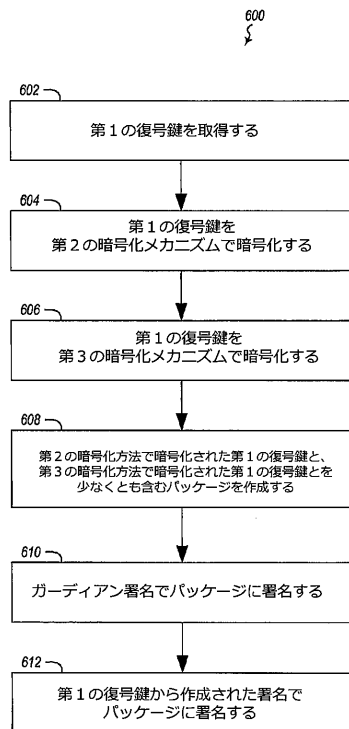 600
602
第1の復号鍵を取得する
604
第1の復号鍵を
第2の暗号化メカニズムで暗号化する
606
第1の復号鍵を
第3の暗号化メカニズムで暗号化する
608
第2の暗号化方法で暗号化された第1の復号鍵と、
第3の暗号化方法で暗号化された第1の復号鍵とを
少なくとも含むパッケージを作成する
610
ガーディアン署名でパッケージに署名する
612
第1の復号鍵から作成された署名で
パッケージに署名する